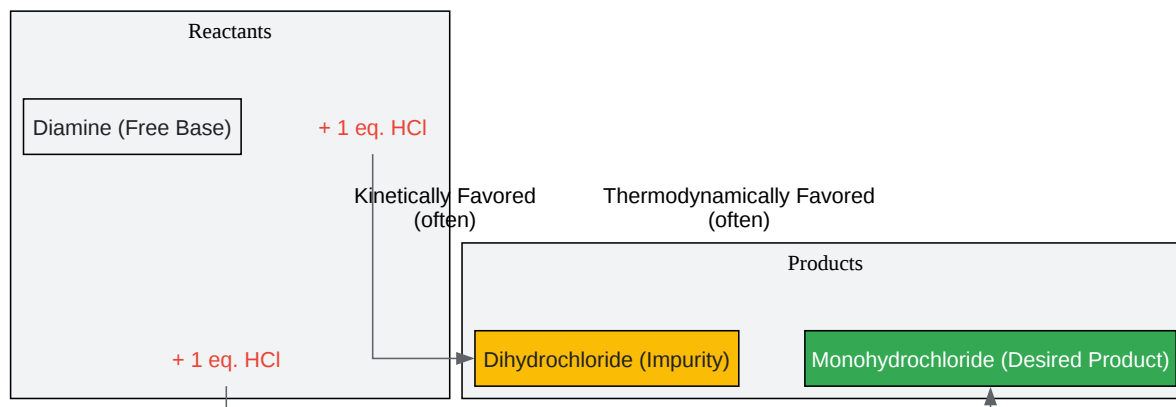 Reactants
Diamine (Free Base)
+ 1 eq. HCl
Kinetically Favored
(often)
Thermodynamically Favored
(often)
Products
+ 1 eq. HCl
Dihydrochloride (Impurity)
Monohydrochloride (Desired Product)